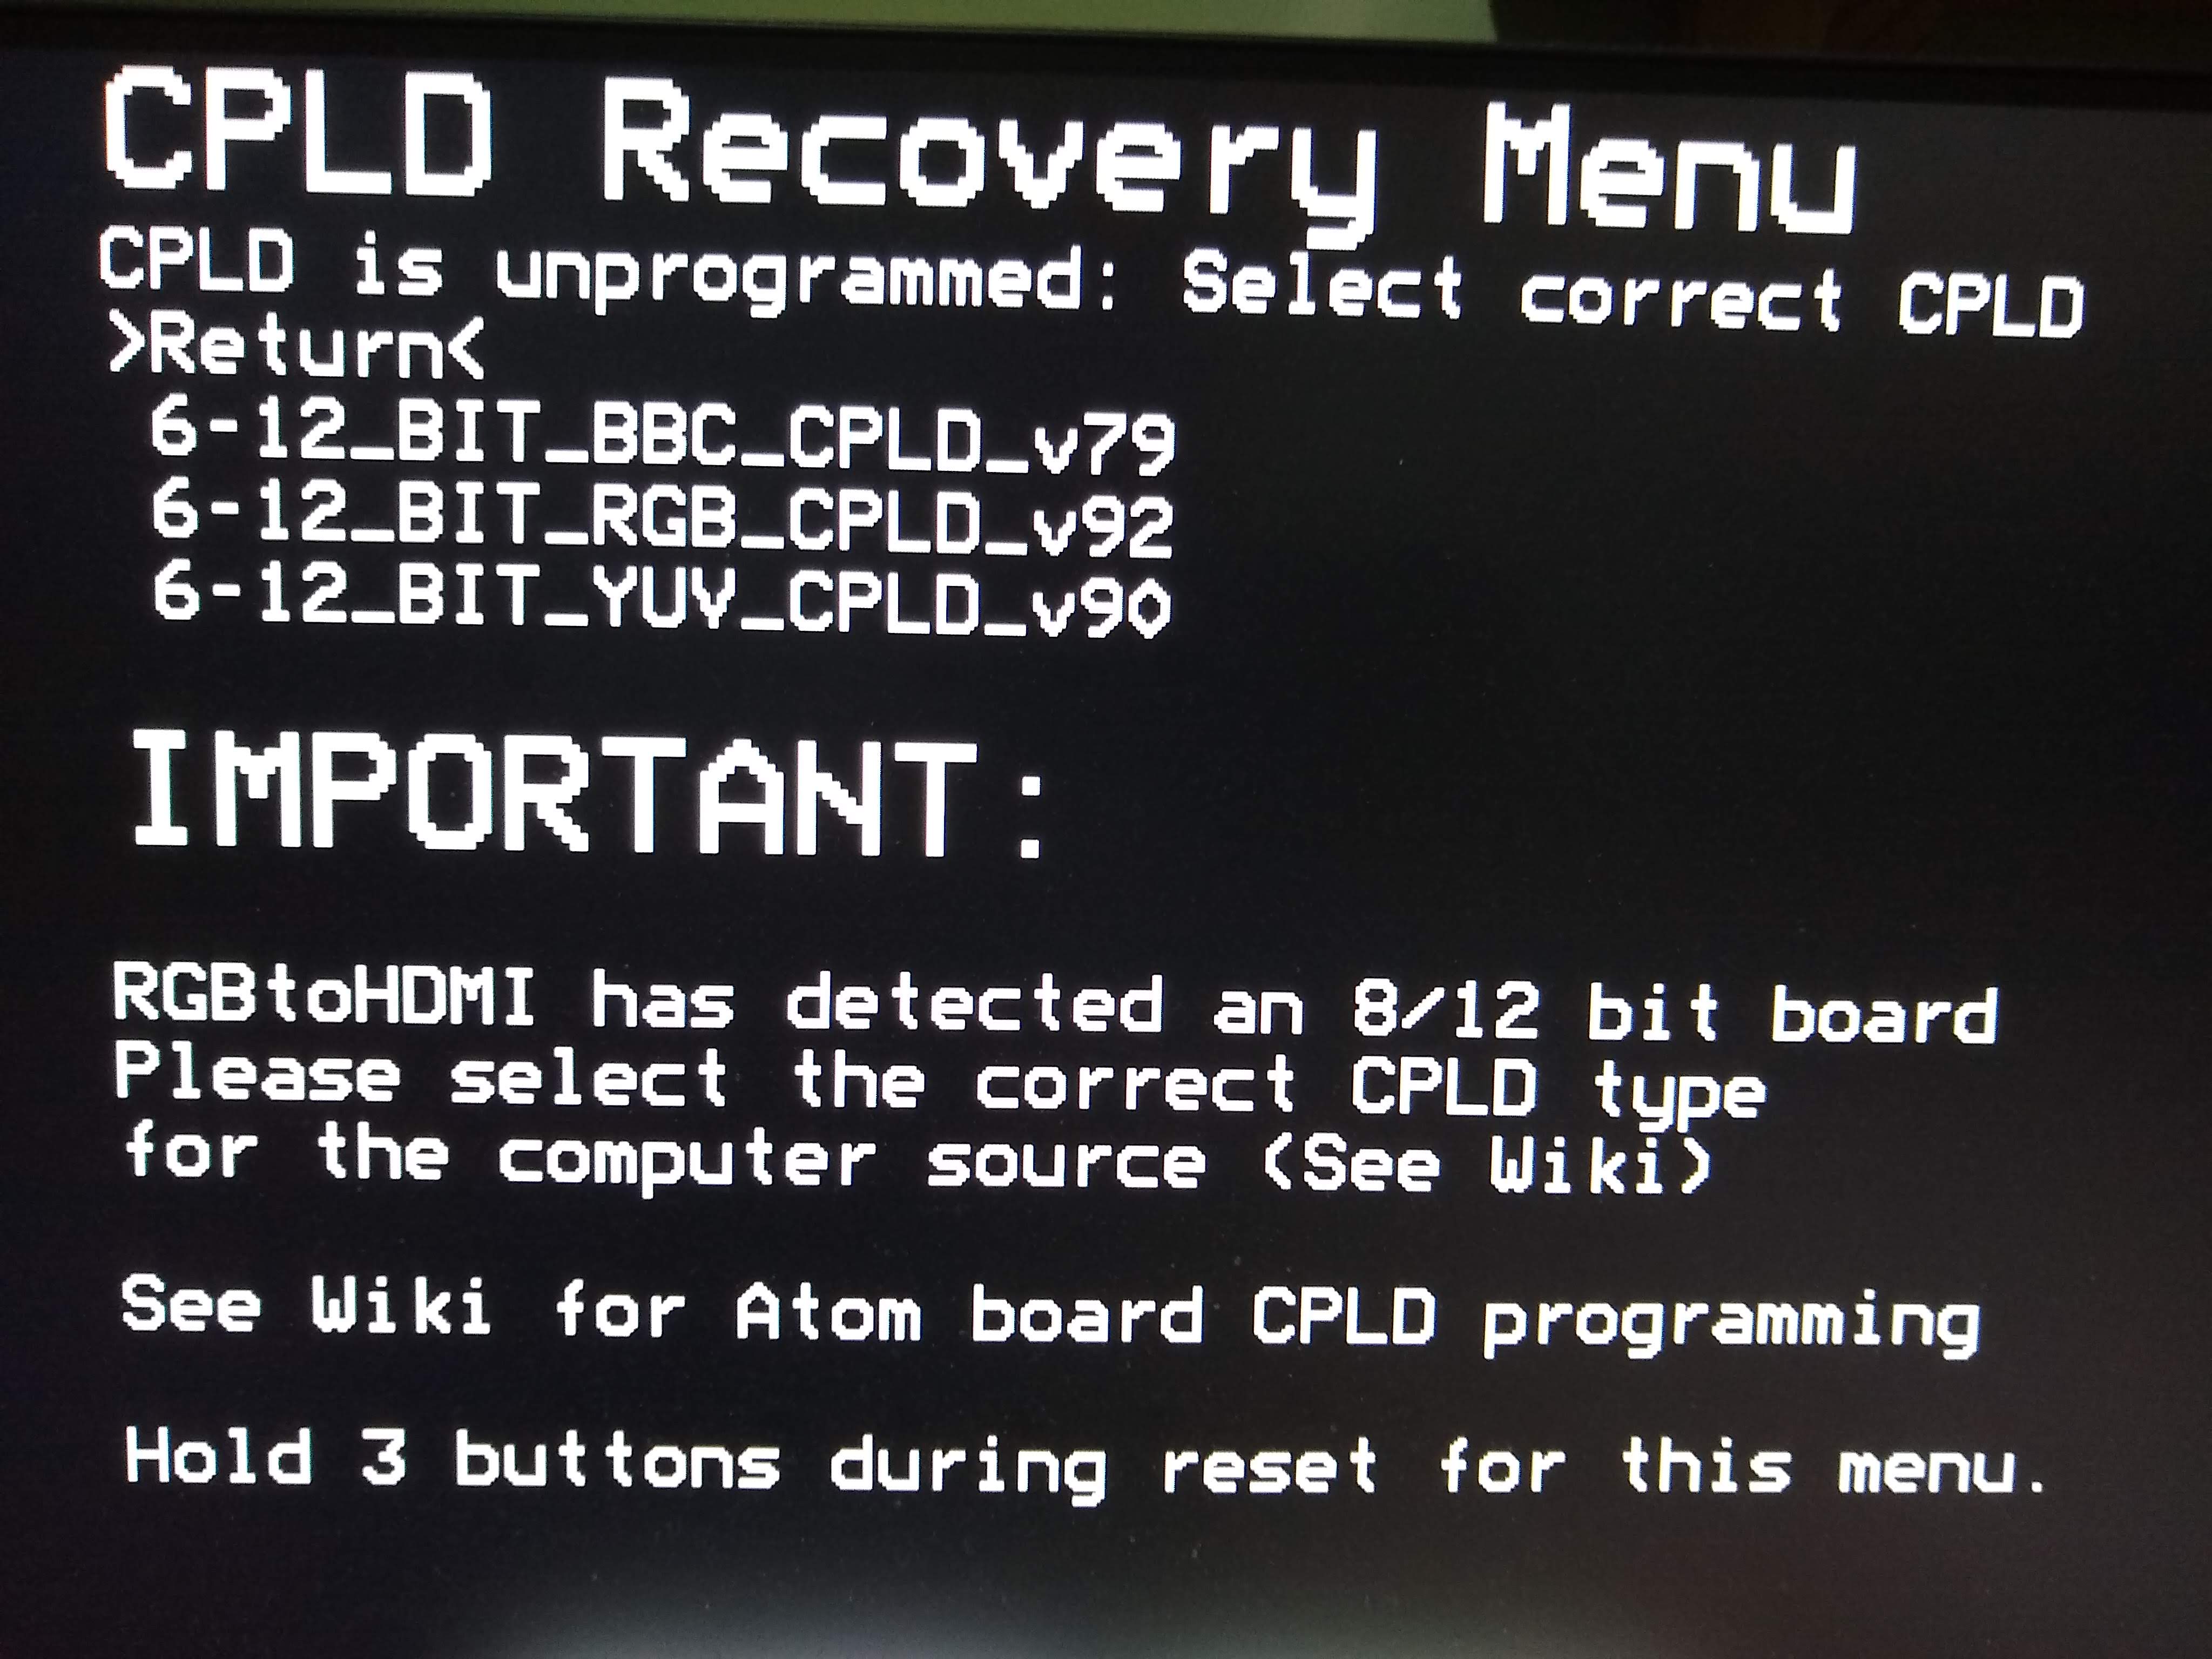 CPLD Recovery Menu
CPLD is unprogrammed: Select correct CPLD
>Return<
6-12_BIT_BBC_CPLD_v79
6-12_BIT_RGB_CPLD_v92
6-12_BIT_YUV_CPLD_v90
IMPORTANT:
RGBtoHDMI has detected an 8/12 bit board
Please select the correct CPLD type
for the computer source (See Wiki)
See Wiki for Atom board CPLD programming
Hold 3 buttons during reset for this menu.